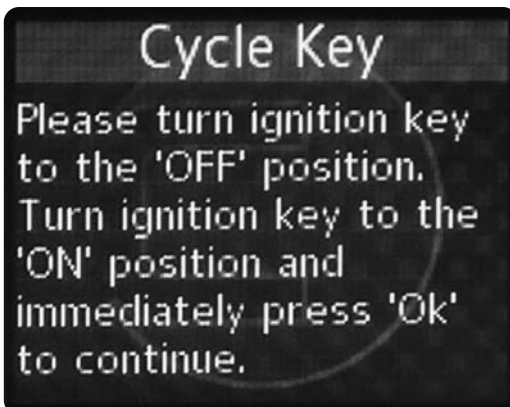 Cycle Key
Please turn ignition key
to the 'OFF' position.
Turn ignition key to the
'ON' position and
immediately press 'Ok'
to continue.